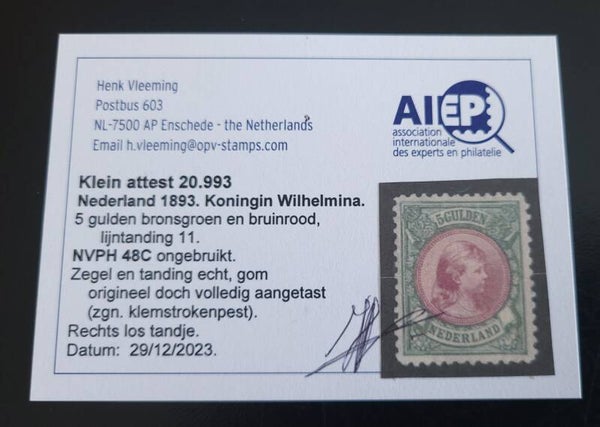 Henk Vleeming
Postbus 603
NL-7500 AP Enschede - the Netherlands
Email h.vleeming@opv-stamps.com
AIEP
association
internationale
des experts en philatelie
Klein attest 20.993
Nederland 1893. Koningin Wilhelmina.
5 gulden bronsgroen en bruinrood,
lijntanding 11.
NVPH 48C ongebruikt.
Zegel en tanding echt, gom
origineel doch volledig aangetast
(zgn. klemstrokenpest).
Rechts los tandje.
Datum: 29/12/2023.
5 GULDEN
NEDERLAND